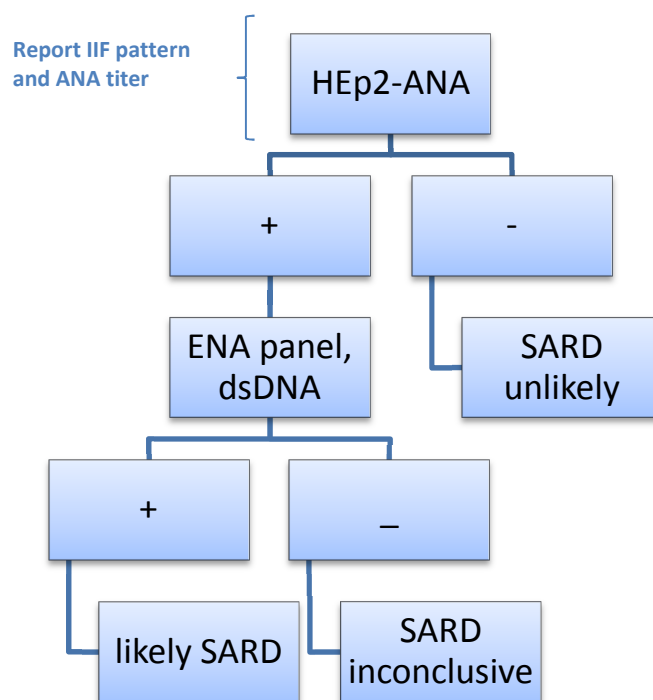 Report IIF pattern
and ANA titer
HEp2-ANA
+
-
ENA panel,
dsDNA
SARD
unlikely
+
–
likely SARD
SARD
inconclusive